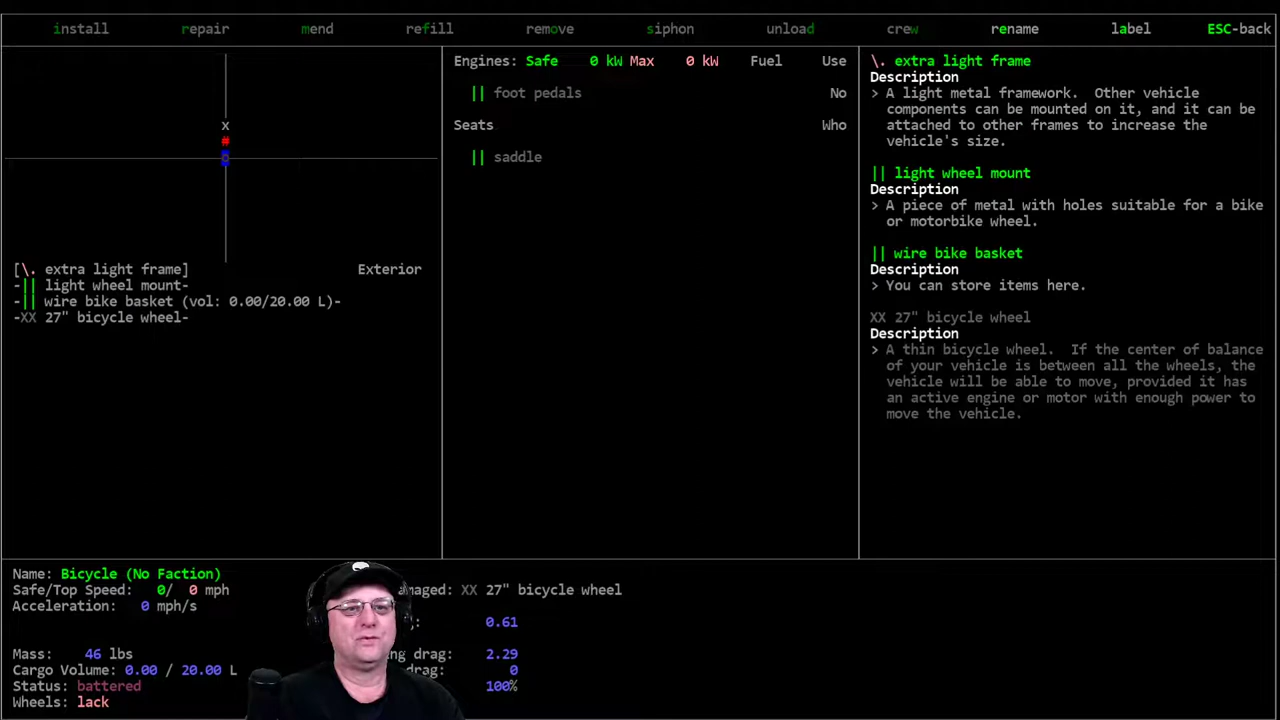 install repair mend refill remove siphon unload crew rename label ESC-back
x
#
o
[\. extra light frame] Exterior
-|| light wheel mount-
-|| wire bike basket (vol: 0.00/20.00 L)-
-XX 27" bicycle wheel-
Engines: Safe 0 kW Max 0 kW Fuel Use
|| foot pedals No
Seats Who
|| saddle
\. extra light frame
Description
> A light metal framework. Other vehicle
components can be mounted on it, and it can be
attached to other frames to increase the
vehicle's size.
|| light wheel mount
Description
> A piece of metal with holes suitable for a bike
or motorbike wheel.
|| wire bike basket
Description
> You can store items here.
XX 27" bicycle wheel
Description
> A thin bicycle wheel. If the center of balance
of your vehicle is between all the wheels, the
vehicle will be able to move, provided it has
an active engine or motor with enough power to
move the vehicle.
Name: Bicycle (No Faction)
Safe/Top Speed: 0/ 0 mph
Acceleration: 0 mph/s
Mass: 46 lbs
Cargo Volume: 0.00 / 20.00 L
Status: battered
Wheels: lack
amaged: XX 27" bicycle wheel
: 0.61
ng drag: 2.29
drag: 0
100%